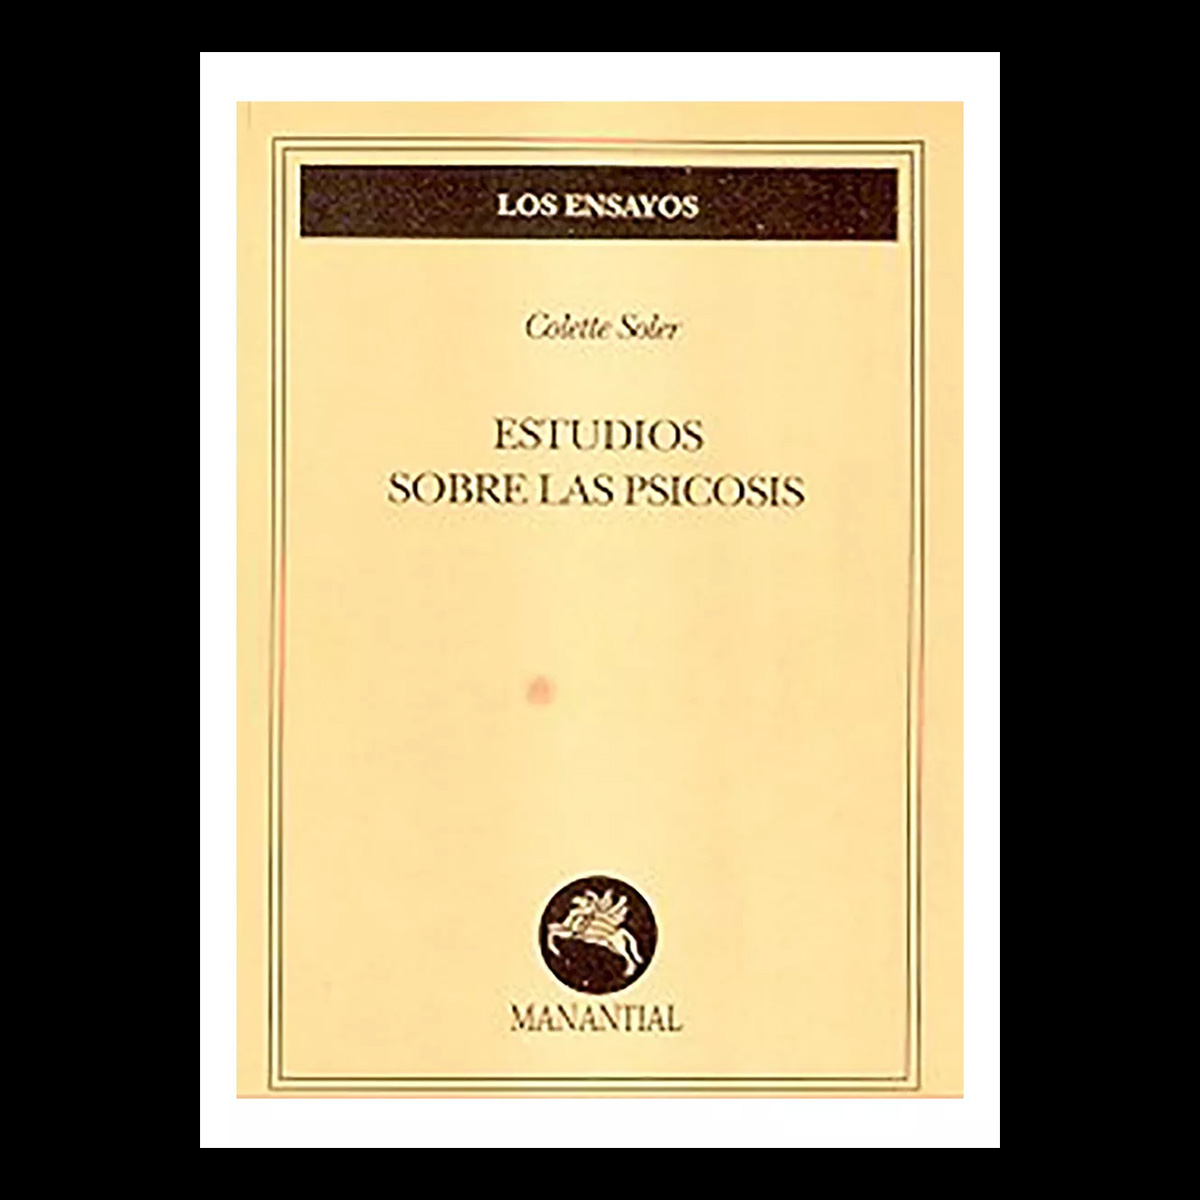 LOS ENSAYOS
Colette Soler
ESTUDIOS
SOBRE LAS PSICOSIS
MANANTIAL